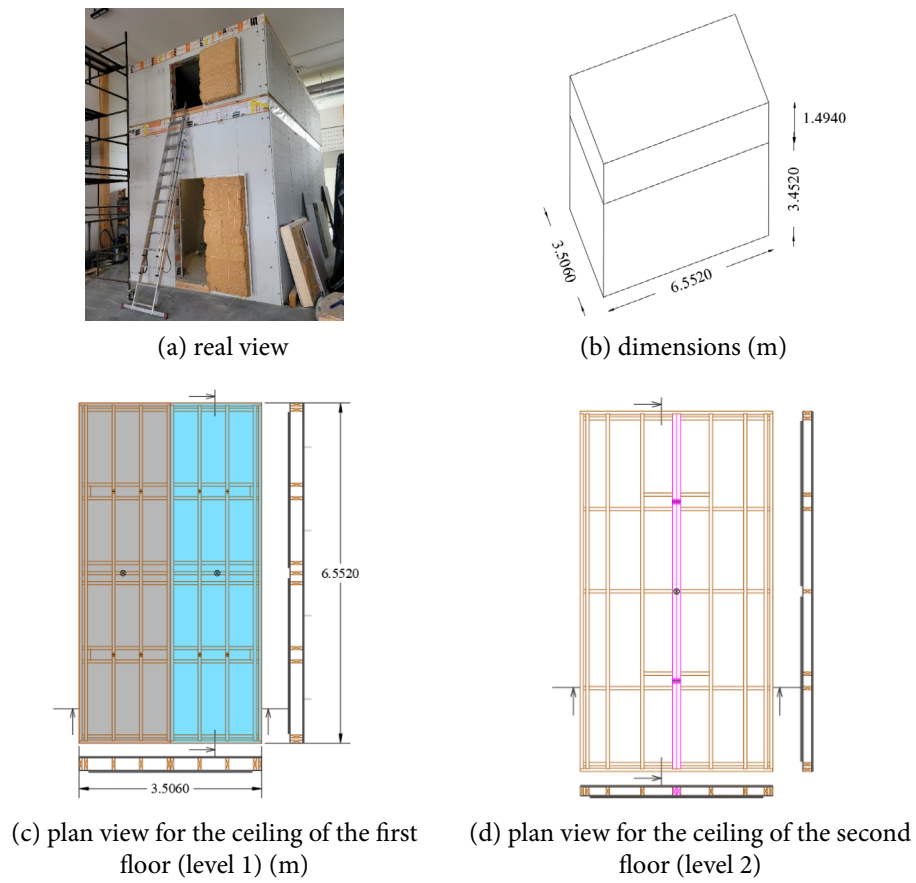 (a) real view
1.4940
3.4520
3.5060
6.5520
(b) dimensions (m)
6.5520
3.5060
(c) plan view for the ceiling of the first
floor (level 1) (m)
(d) plan view for the ceiling of the second
floor (level 2)